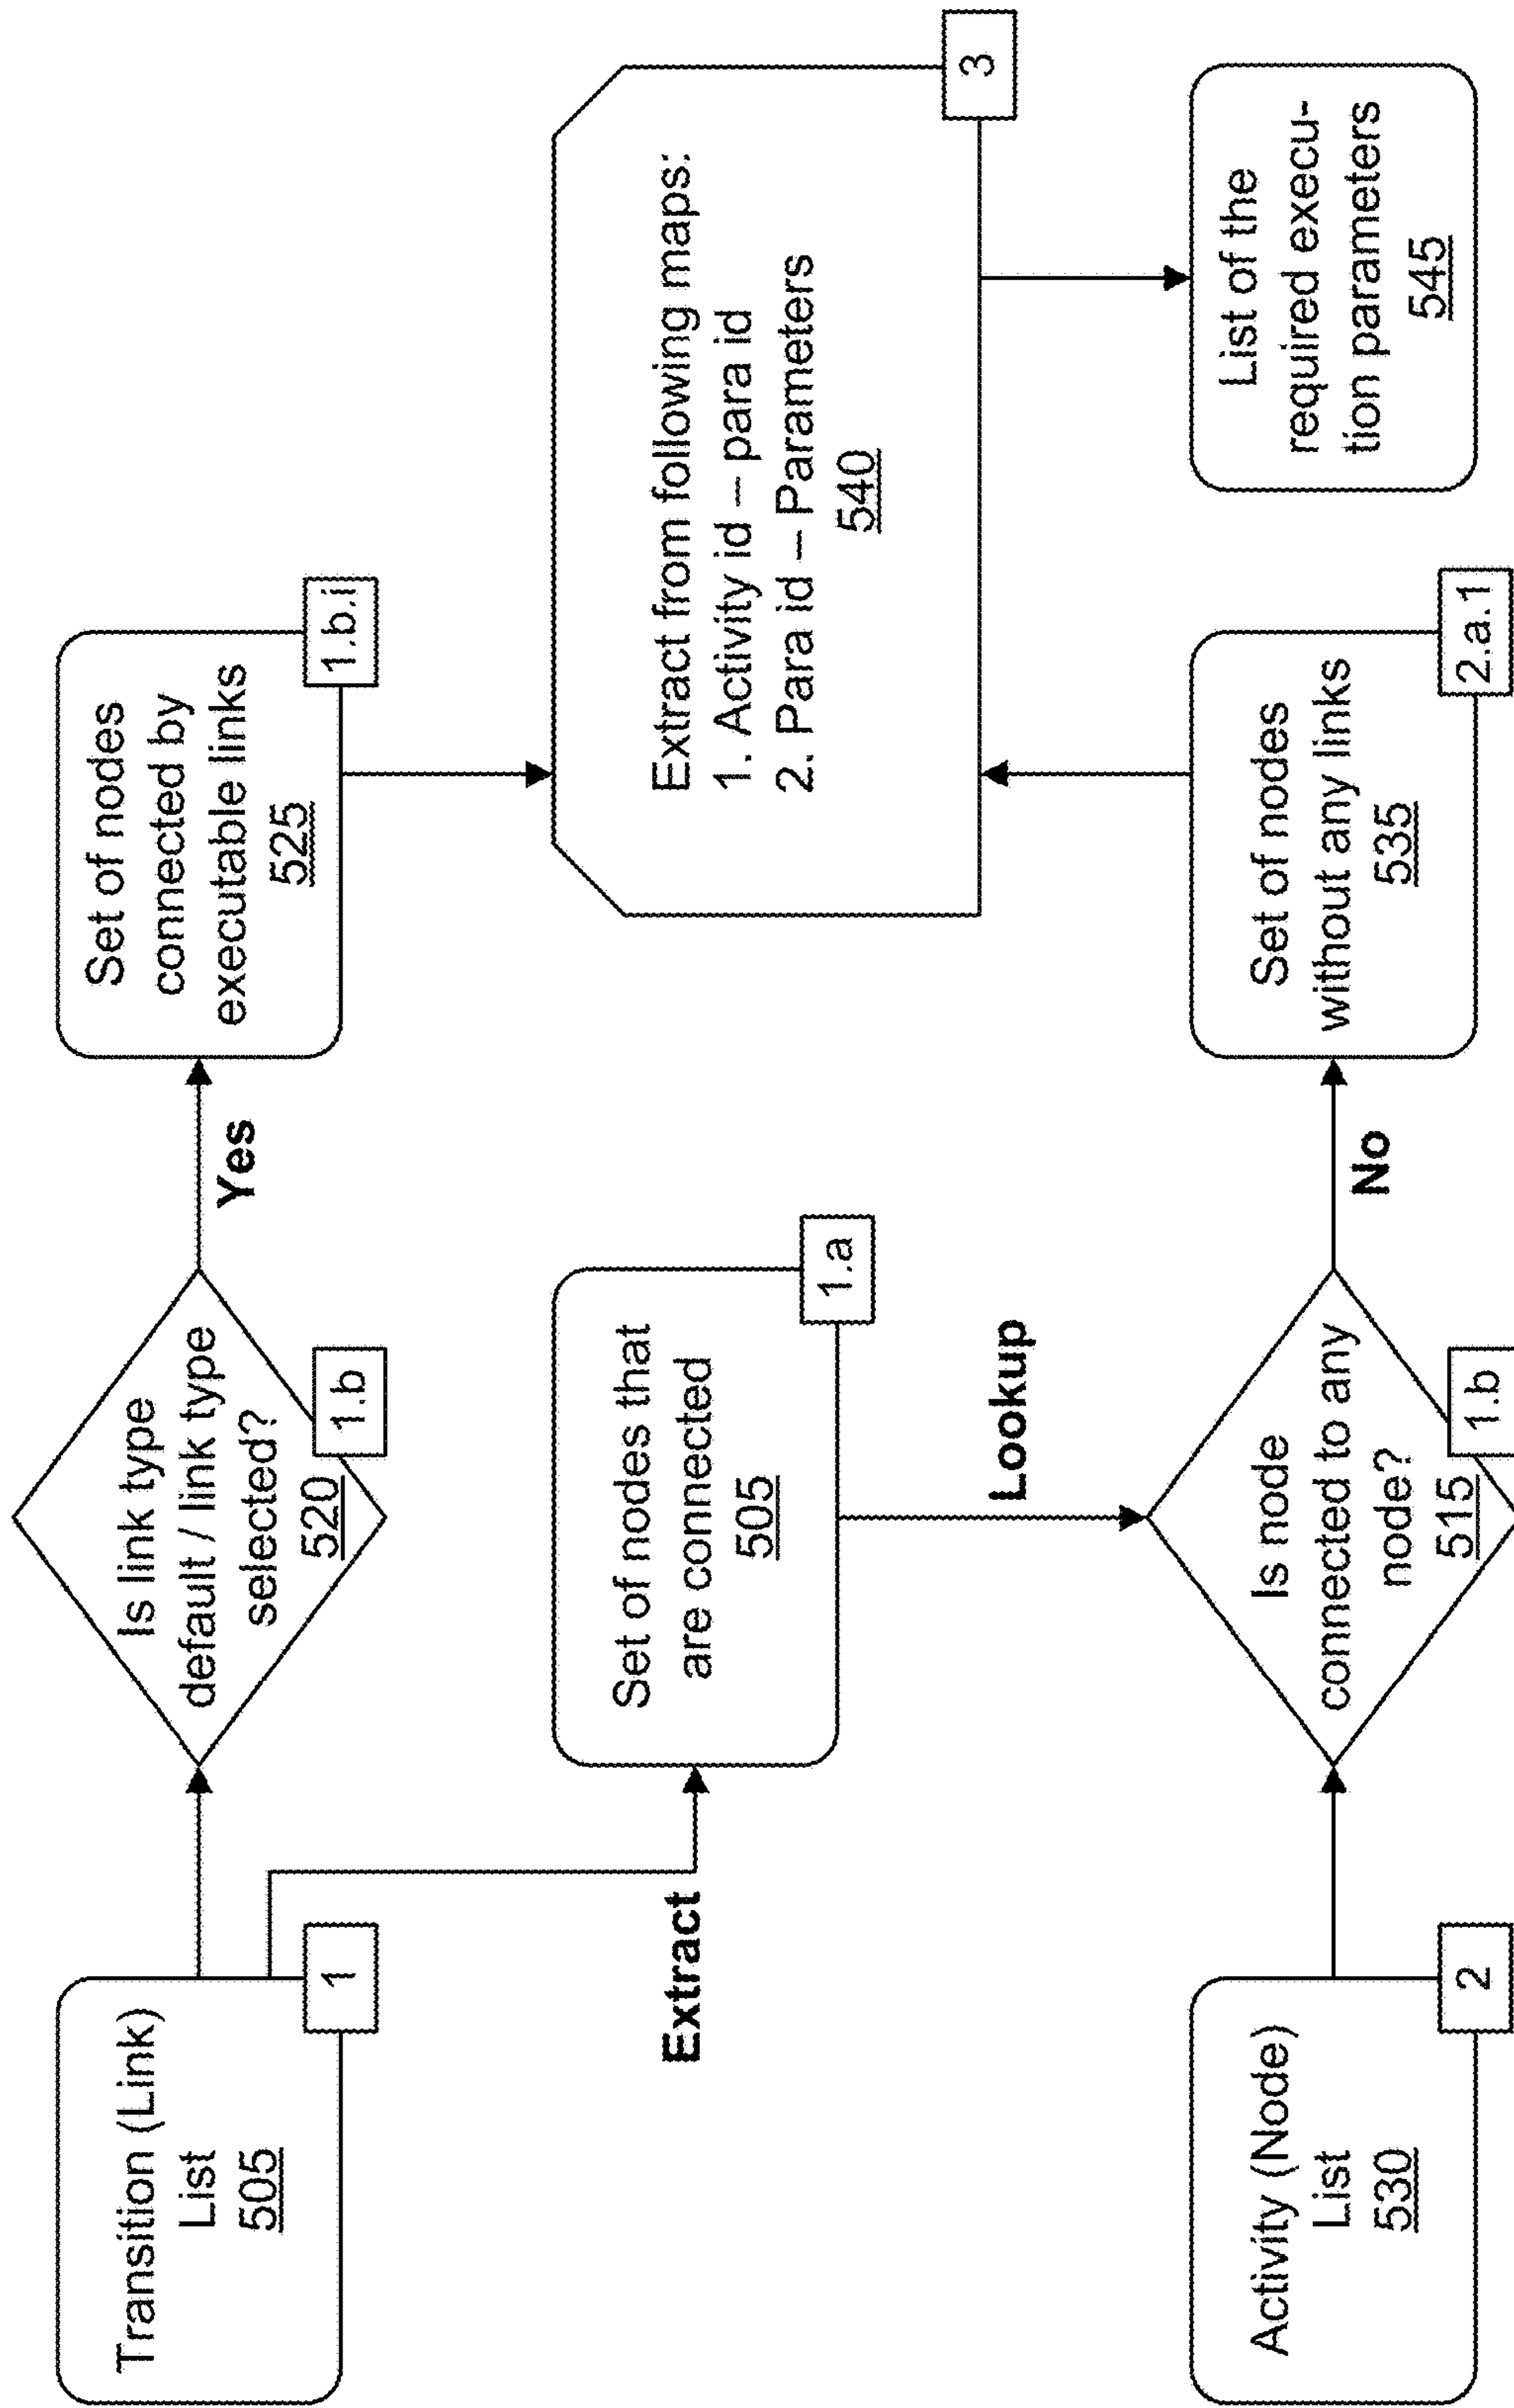 Transition (Link)
List
505
1
Is link type
default / link type
selected?
520
1.b
Yes
Set of nodes
connected by
executable links
525
1.b.i
Extract
Set of nodes that
are connected
505
1.a
Lookup
Extract from following maps:
1. Activity id – para id
2. Para id – Parameters
540
3
Activity (Node)
List
530
2
Is node
connected to any
node?
515
1.b
No
Set of nodes
without any links
535
2.a.1
List of the
required execu-
tion parameters
545